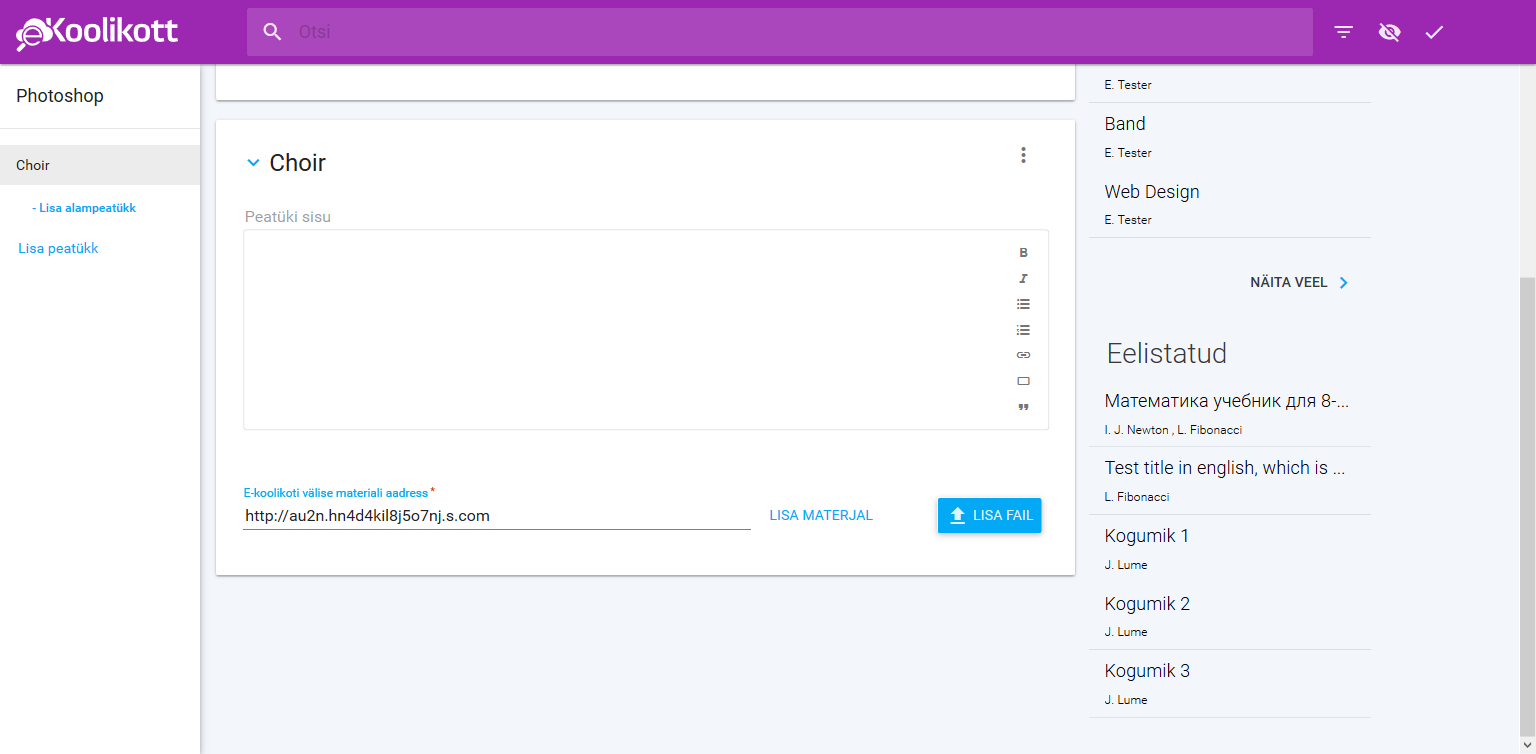 eKoolikott
Otsi
Photoshop
Choir
- Lisa alampeatükk
Lisa peatükk
Choir
Peatüki sisu
B
I
E-koolikoti välise materiali aadress *
http://au2n.hn4d4kil8j5o7nj.s.com
LISA MATERJAL
LISA FAIL
E. Tester
Band
E. Tester
Web Design
E. Tester
NÄITA VEEL
Eelistatud
Математика учебник для 8-...
I. J. Newton , L. Fibonacci
Test title in english, which is ...
L. Fibonacci
Kogumik 1
J. Lume
Kogumik 2
J. Lume
Kogumik 3
J. Lume